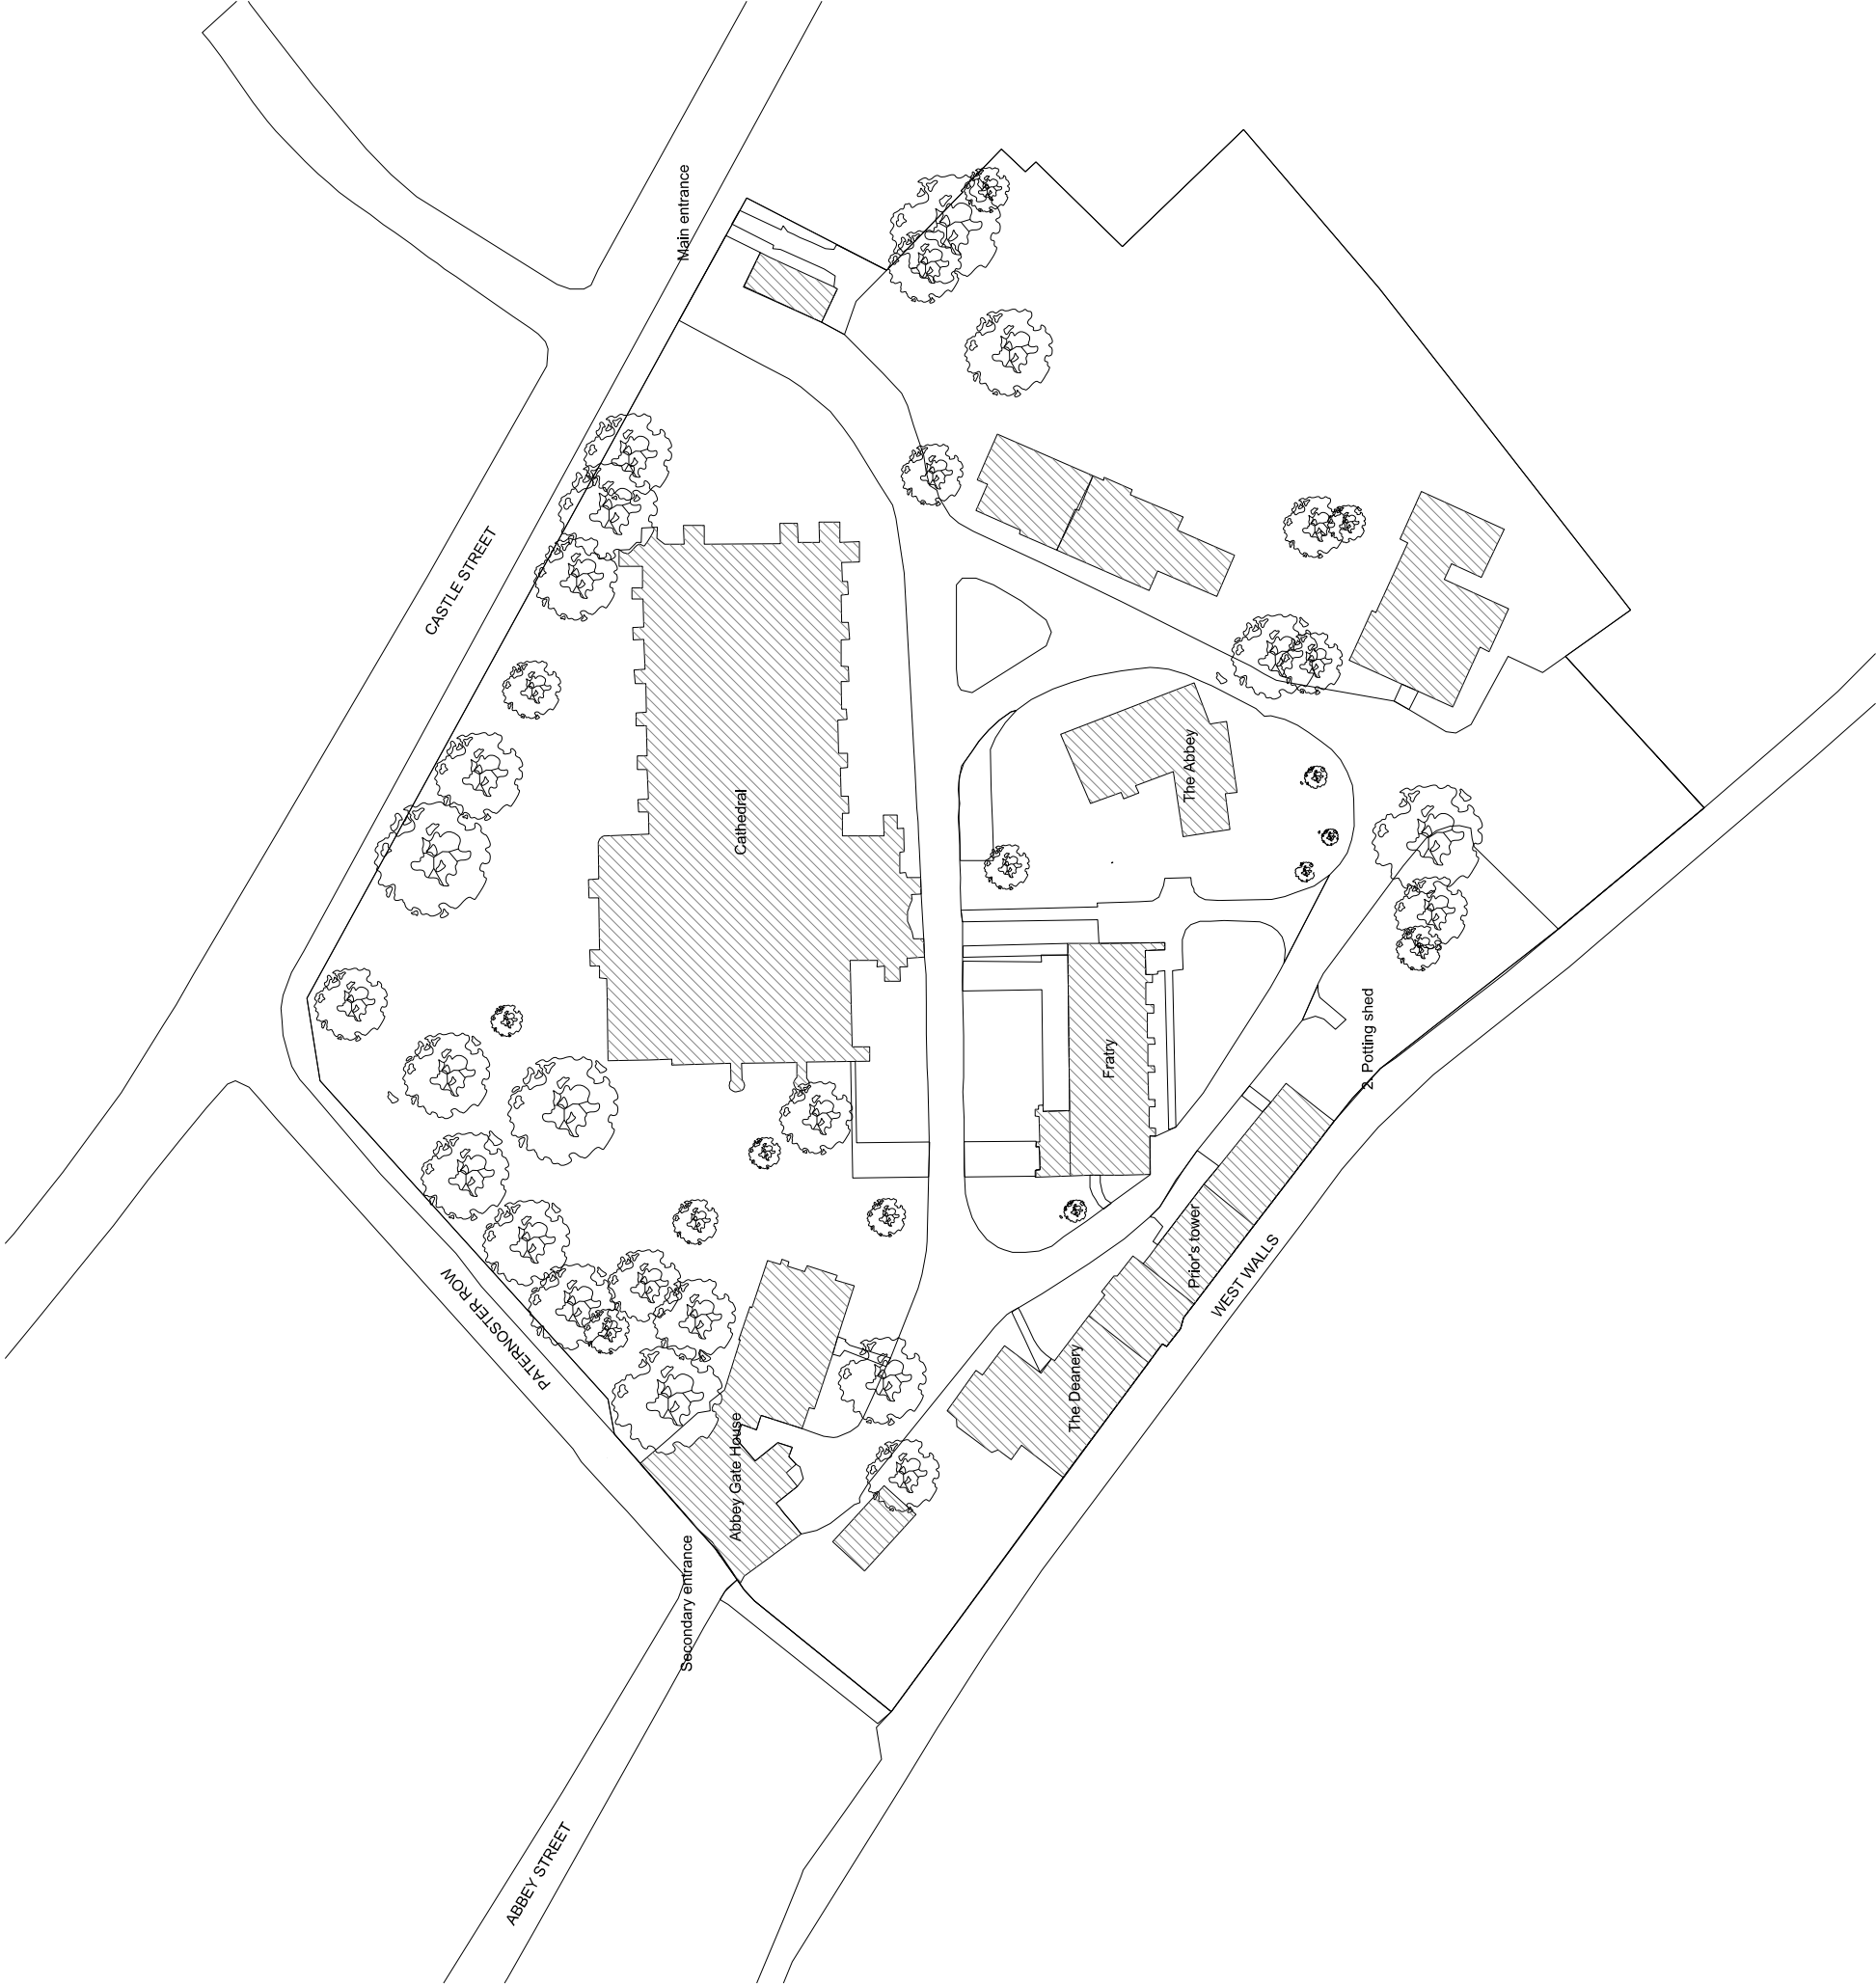 Main entrance
CASTLE STREET
Cathedral
The Abbey
Fratry
2. Potting shed
Prior's tower
WEST WALLS
PATERNOSTER ROW
The Deanery
Abbey Gate House
Secondary entrance
ABBEY STREET